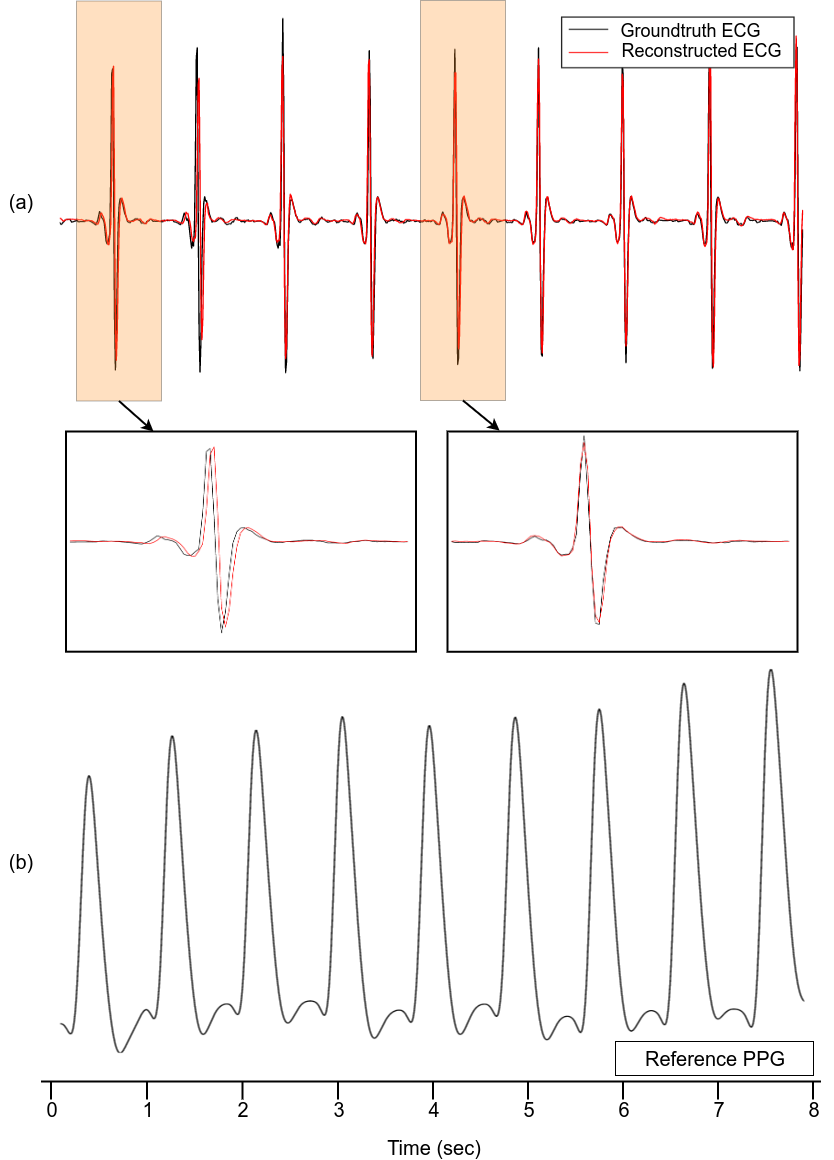 Groundtruth ECG
Reconstructed ECG
(a)
(b)
Reference PPG
0 1 2 3 4 5 6 7 8
Time (sec)